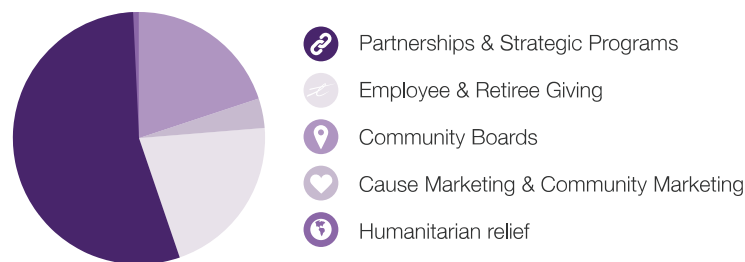 Partnerships & Strategic Programs
Employee & Retiree Giving
Community Boards
Cause Marketing & Community Marketing
Humanitarian relief